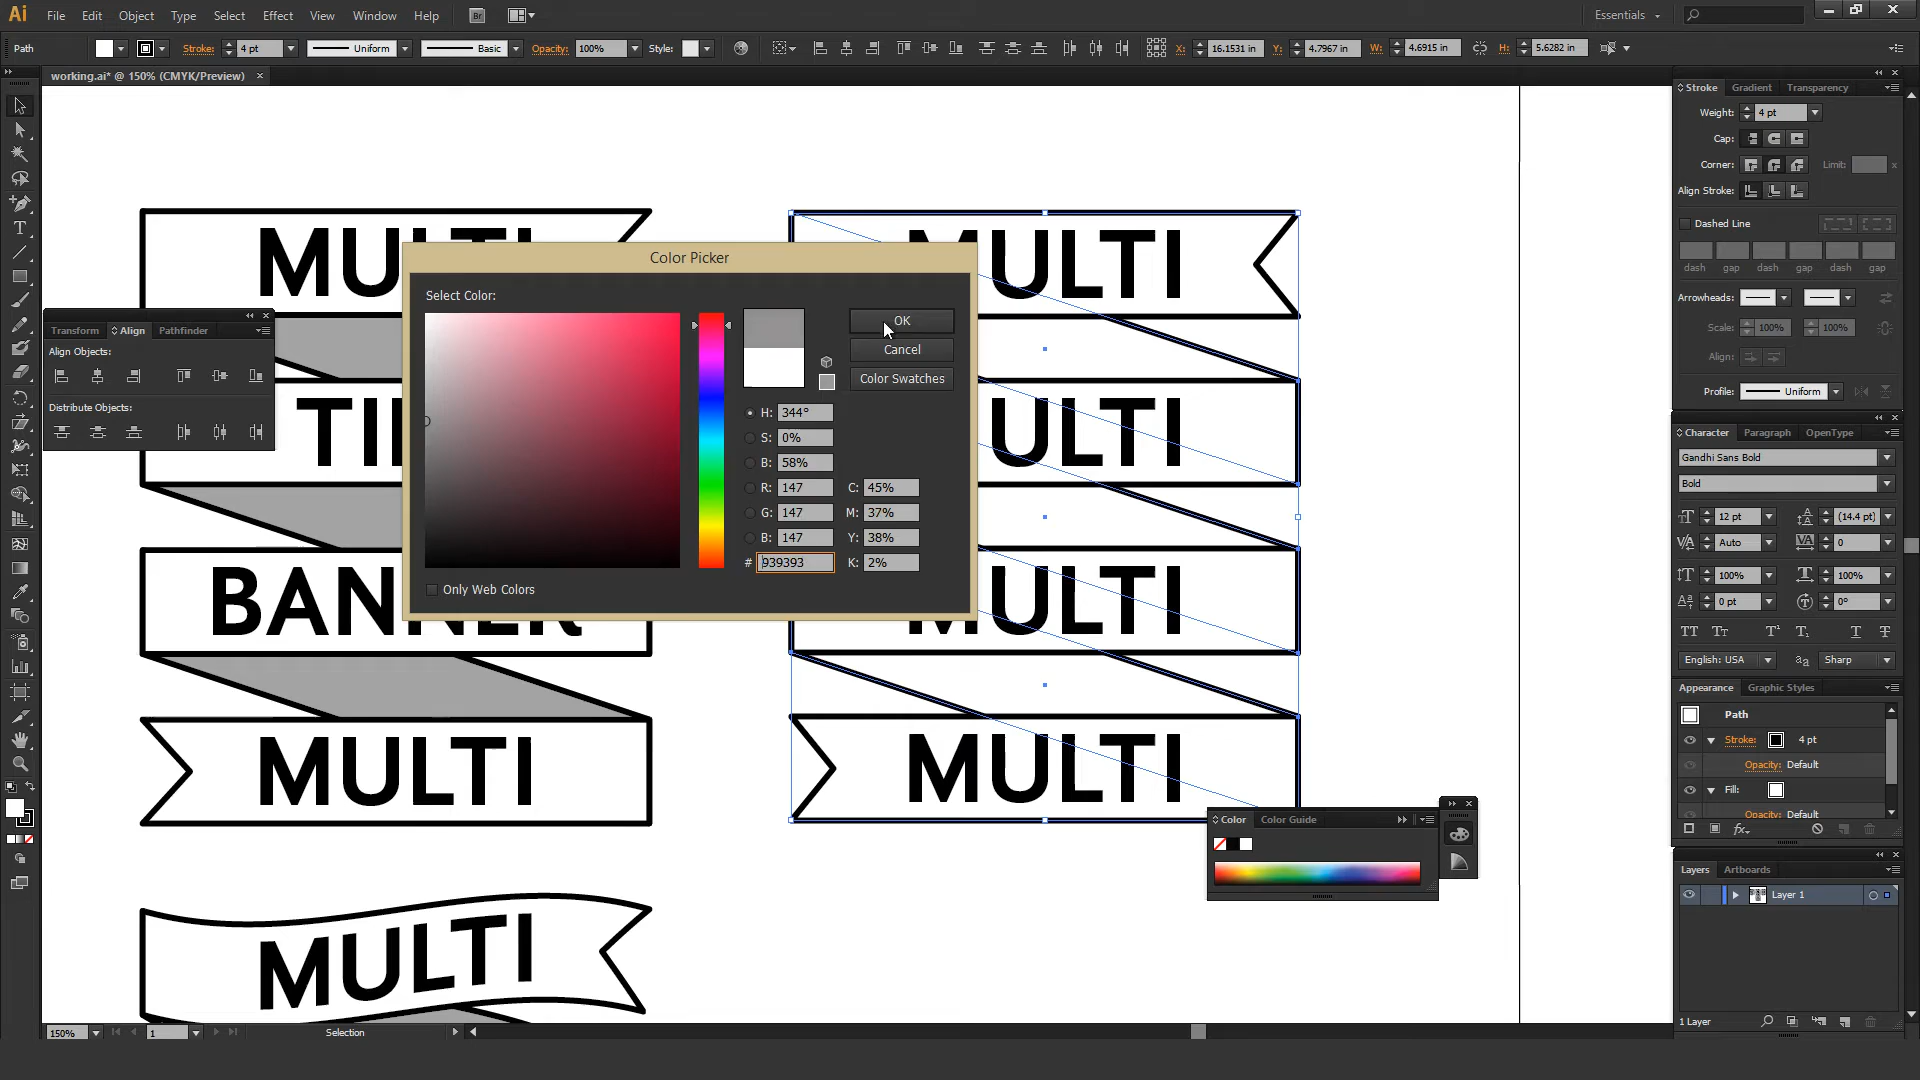 Ai File Edit Object Type Select Effect View Window Help Br Essentials
Path Stroke: 4 pt Uniform Basic Opacity: 100% Style: X: 16.1531 in Y: 4.7967 in W: 4.6915 in H: 5.6282 in
working.ai* @ 150% (CMYK/Preview) ×
MULTI
TI
BANNER
MULTI
MULTI
MULTI
MULTI
MULTI
MULTI
Transform Align Pathfinder
Align Objects:
Distribute Objects:
Color Picker
Select Color:
OK
Cancel
Color Swatches
H: 344°
S: 0%
B: 58%
R: 147 C: 45%
G: 147 M: 37%
B: 147 Y: 38%
# 939393 K: 2%
Only Web Colors
Color Color Guide
Stroke Gradient Transparency
Weight: 4 pt
Cap:
Corner: Limit: x
Align Stroke:
Dashed Line
dash gap dash gap dash gap
Arrowheads:
Scale: 100% 100%
Align:
Profile: Uniform
Character Paragraph OpenType
Gandhi Sans Bold
Bold
12 pt (14.4 pt)
Auto 0
100% 100%
0 pt 0°
English: USA Sharp
Appearance Graphic Styles
Path
Stroke: 4 pt
Opacity: Default
Fill:
Opacity: Default
Layers Artboards
Layer 1
1 Layer
150% 1 Selection